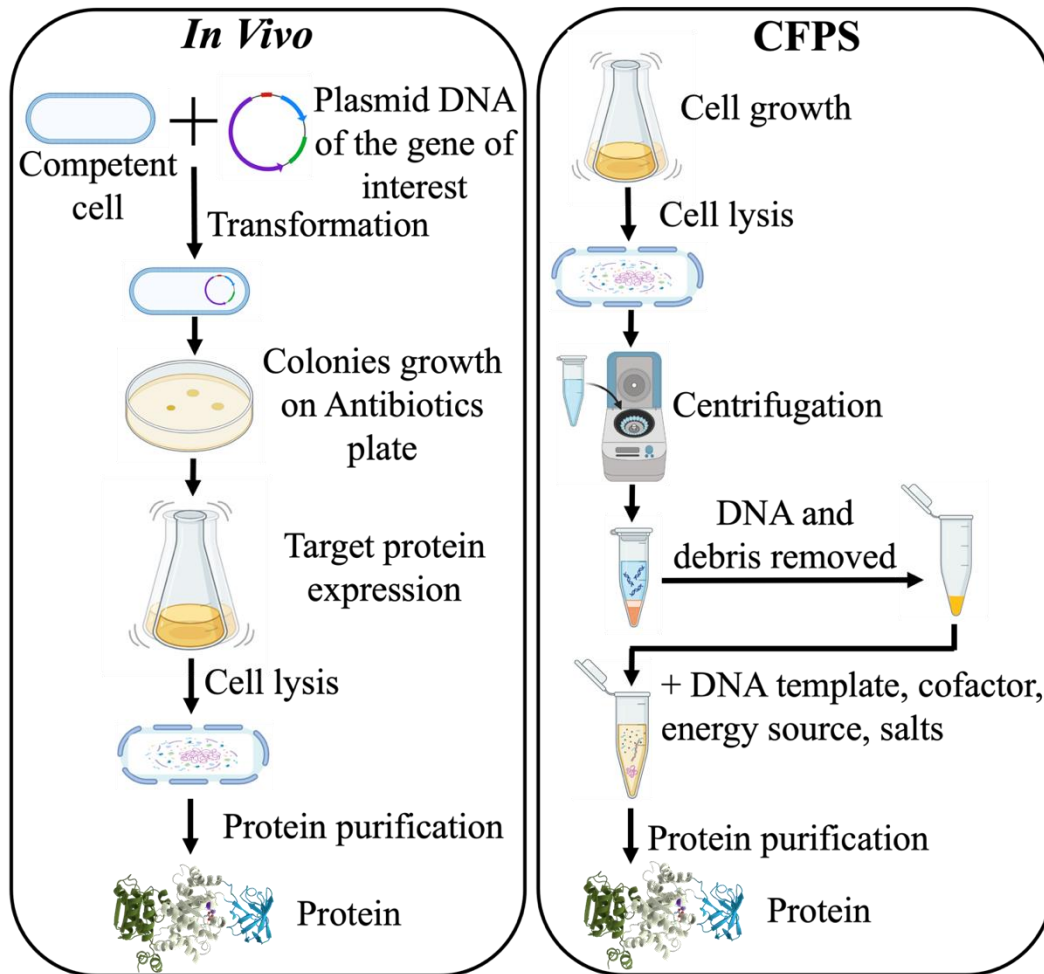 In Vivo
Competent
cell
Plasmid DNA
of the gene of
interest
Transformation
Colonies growth
on Antibiotics
plate
Target protein
expression
Cell lysis
Protein purification
Protein
CFPS
Cell growth
Cell lysis
Centrifugation
DNA and
debris removed
+ DNA template, cofactor,
energy source, salts
Protein purification
Protein